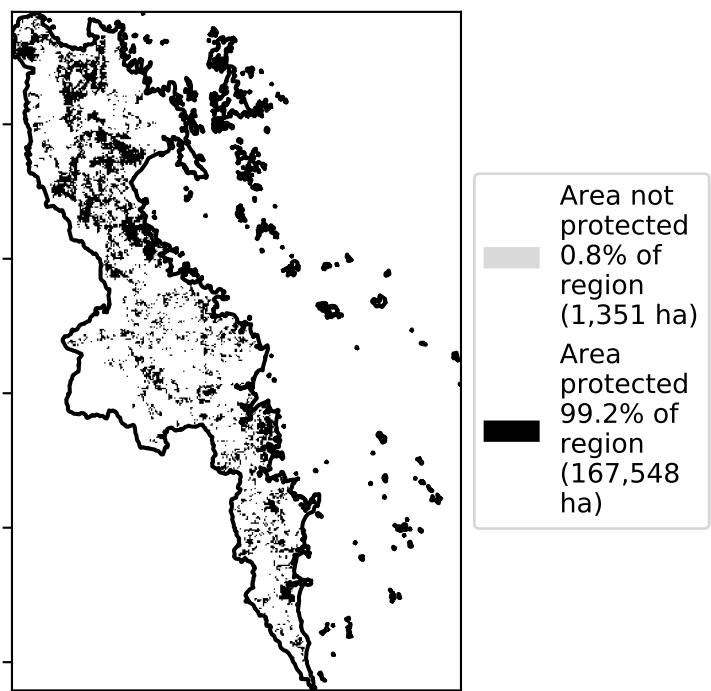 Area not
protected
0.8% of
region
(1,351 ha)
Area
protected
99.2% of
region
(167,548
ha)